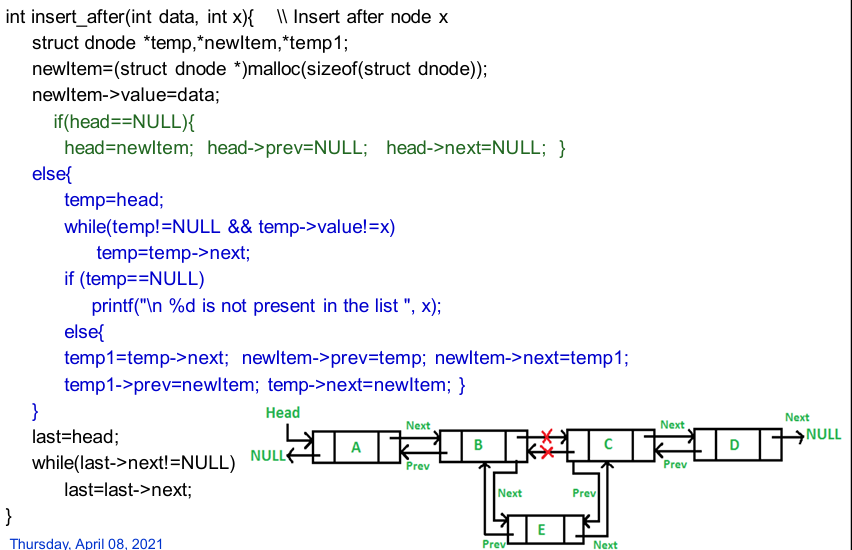 int insert_after(int data, int x){    \\ Insert after node x
struct dnode *temp,*newItem,*temp1;
newItem=(struct dnode *)malloc(sizeof(struct dnode));
newItem->value=data;
if(head==NULL){
head=newItem;  head->prev=NULL;   head->next=NULL;  }
else{
temp=head;
while(temp!=NULL && temp->value!=x)
temp=temp->next;
if (temp==NULL)
printf("\n %d is not present in the list ", x);
else{
temp1=temp->next;  newItem->prev=temp; newItem->next=temp1;
temp1->prev=newItem; temp->next=newItem; }
}
last=head;
while(last->next!=NULL)
last=last->next;
}
Head
Next
Next
Next
NULL
A
B
C
D
NULL
Prev
Prev
Next
Prev
E
Prev
Next
Thursday, April 08, 2021